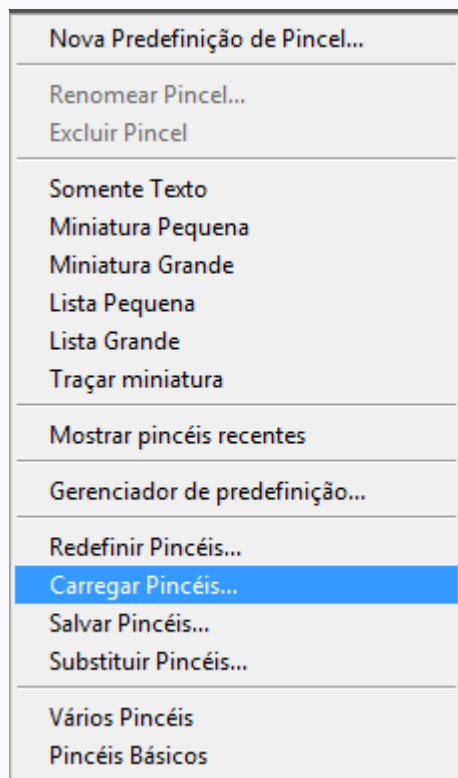 Nova Predefinição de Pincel...
Renomear Pincel...
Excluir Pincel
Somente Texto
Miniatura Pequena
Miniatura Grande
Lista Pequena
Lista Grande
Traçar miniatura
Mostrar pincéis recentes
Gerenciador de predefinição...
Redefinir Pincéis...
Carregar Pincéis...
Salvar Pincéis...
Substituir Pincéis...
Vários Pincéis
Pincéis Básicos